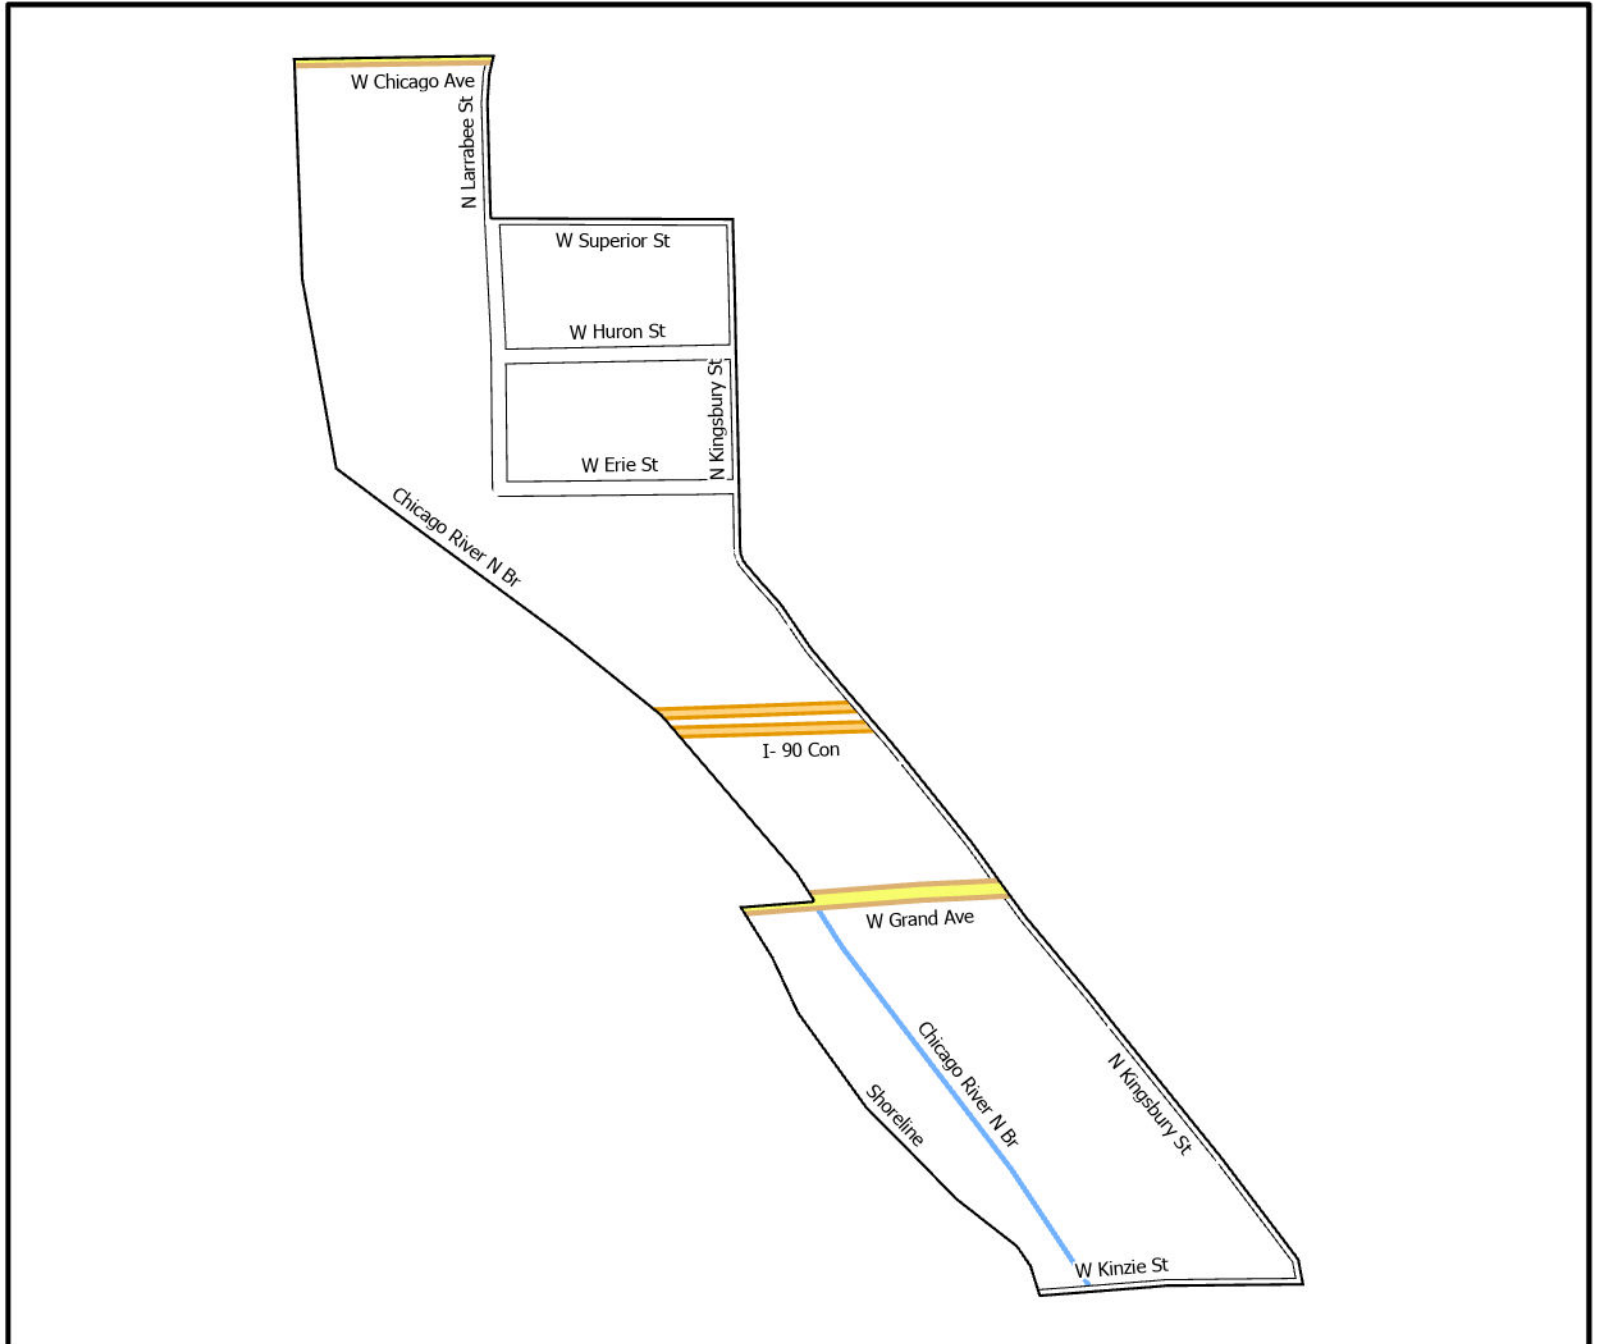 W Chicago Ave
N Larrabee St
W Superior St
W Huron St
N Kingsbury St
W Erie St
Chicago River N Br
I- 90 Con
W Grand Ave
Chicago River N Br
N Kingsbury St
Shoreline
W Kinzie St